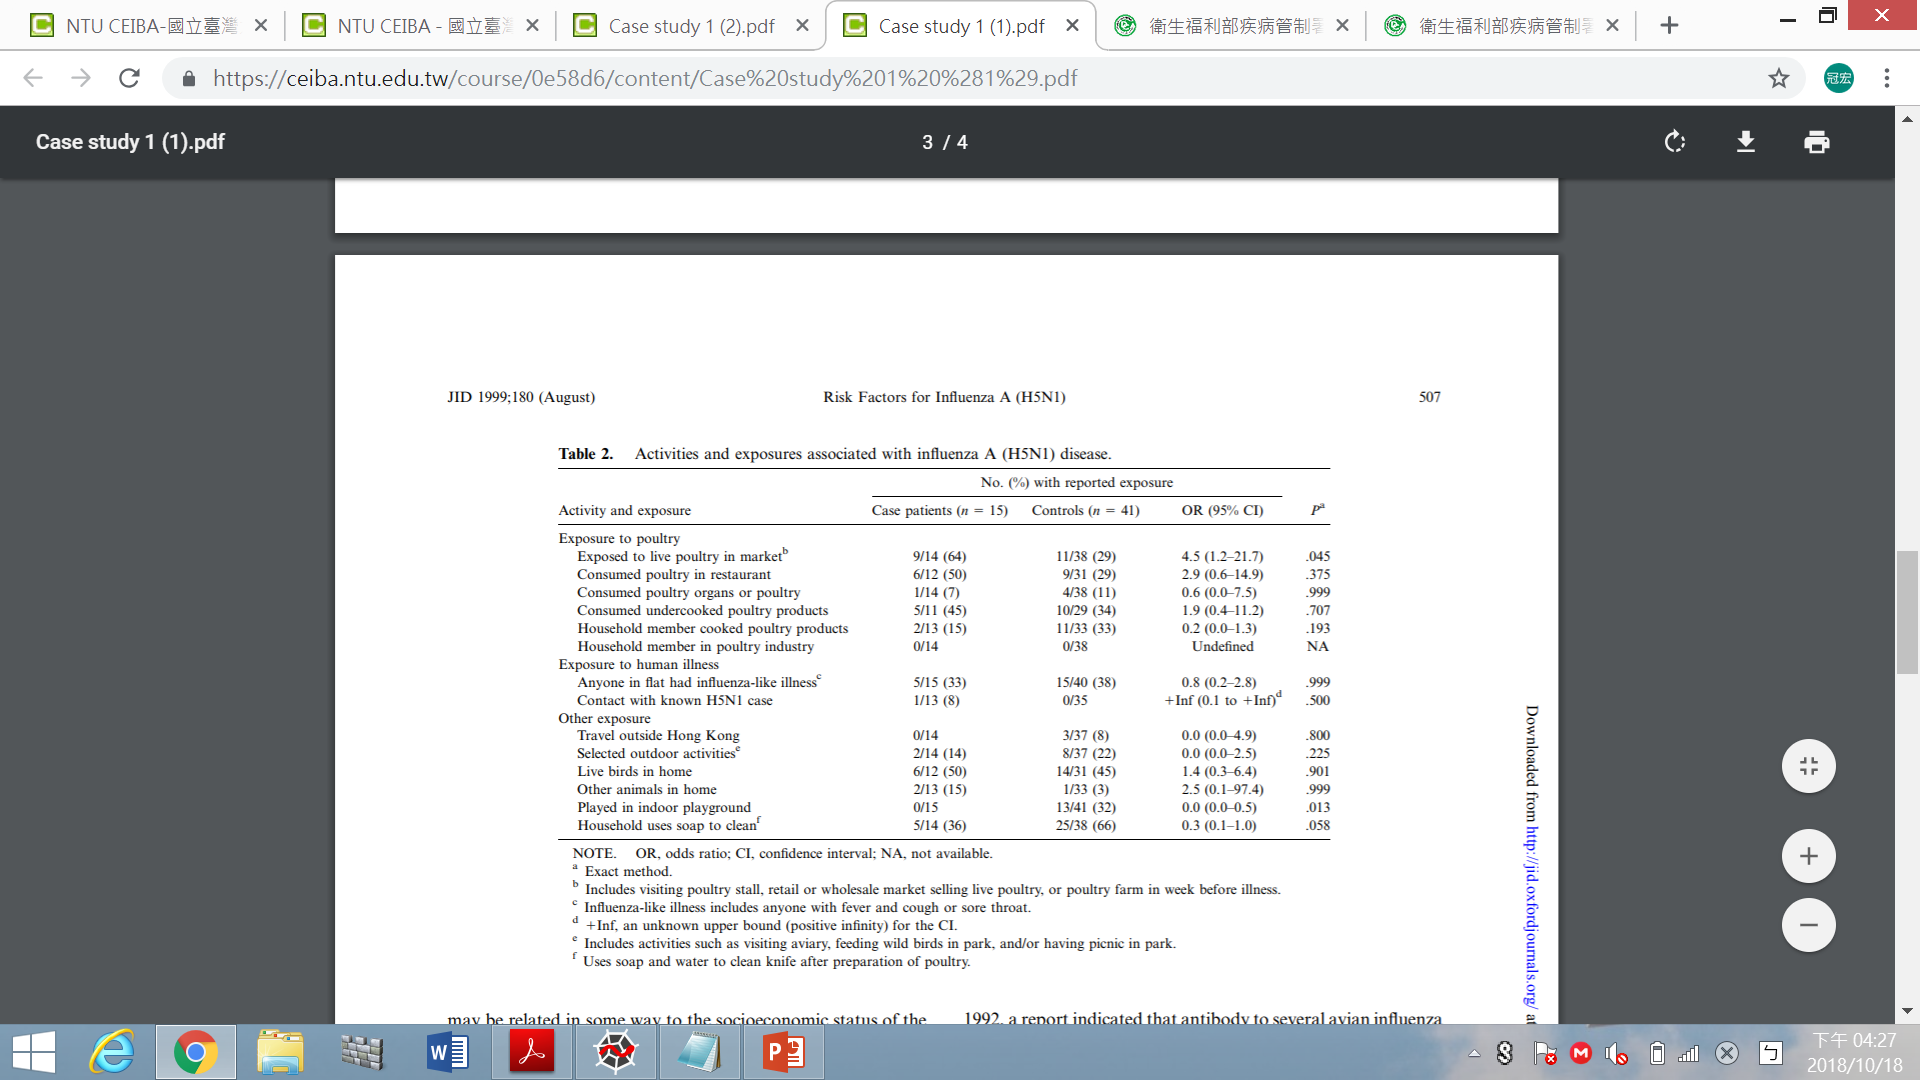 NTU CEIBA-國立臺灣
NTU CEIBA - 國立臺灣
Case study 1 (2).pdf
Case study 1 (1).pdf
衛生福利部疾病管制署
衛生福利部疾病管制署
https://ceiba.ntu.edu.tw/course/0e58d6/content/Case%20study%201%20%281%29.pdf
冠宏
Case study 1 (1).pdf
3 / 4
JID 1999;180 (August) Risk Factors for Influenza A (H5N1) 507
Table 2. Activities and exposures associated with influenza A (H5N1) disease.
No. (%) with reported exposure
Activity and exposure Case patients (n = 15) Controls (n = 41) OR (95% CI) Pa
Exposure to poultry
Exposed to live poultry in marketb 9/14 (64) 11/38 (29) 4.5 (1.2–21.7) .045
Consumed poultry in restaurant 6/12 (50) 9/31 (29) 2.9 (0.6–14.9) .375
Consumed poultry organs or poultry 1/14 (7) 4/38 (11) 0.6 (0.0–7.5) .999
Consumed undercooked poultry products 5/11 (45) 10/29 (34) 1.9 (0.4–11.2) .707
Household member cooked poultry products 2/13 (15) 11/33 (33) 0.2 (0.0–1.3) .193
Household member in poultry industry 0/14 0/38 Undefined NA
Exposure to human illness
Anyone in flat had influenza-like illnessc 5/15 (33) 15/40 (38) 0.8 (0.2–2.8) .999
Contact with known H5N1 case 1/13 (8) 0/35 +Inf (0.1 to +Inf)d .500
Other exposure
Travel outside Hong Kong 0/14 3/37 (8) 0.0 (0.0–4.9) .800
Selected outdoor activitiese 2/14 (14) 8/37 (22) 0.0 (0.0–2.5) .225
Live birds in home 6/12 (50) 14/31 (45) 1.4 (0.3–6.4) .901
Other animals in home 2/13 (15) 1/33 (3) 2.5 (0.1–97.4) .999
Played in indoor playground 0/15 13/41 (32) 0.0 (0.0–0.5) .013
Household uses soap to cleanf 5/14 (36) 25/38 (66) 0.3 (0.1–1.0) .058
NOTE. OR, odds ratio; CI, confidence interval; NA, not available.
a Exact method.
b Includes visiting poultry stall, retail or wholesale market selling live poultry, or poultry farm in week before illness.
c Influenza-like illness includes anyone with fever and cough or sore throat.
d +Inf, an unknown upper bound (positive infinity) for the CI.
e Includes activities such as visiting aviary, feeding wild birds in park, and/or having picnic in park.
f Uses soap and water to clean knife after preparation of poultry.
may be related in some way to the socioeconomic status of the
1992, a report indicated that antibody to several avian influenza
Downloaded from http://jid.oxfordjournals.org/ at
下午 04:27
2018/10/18